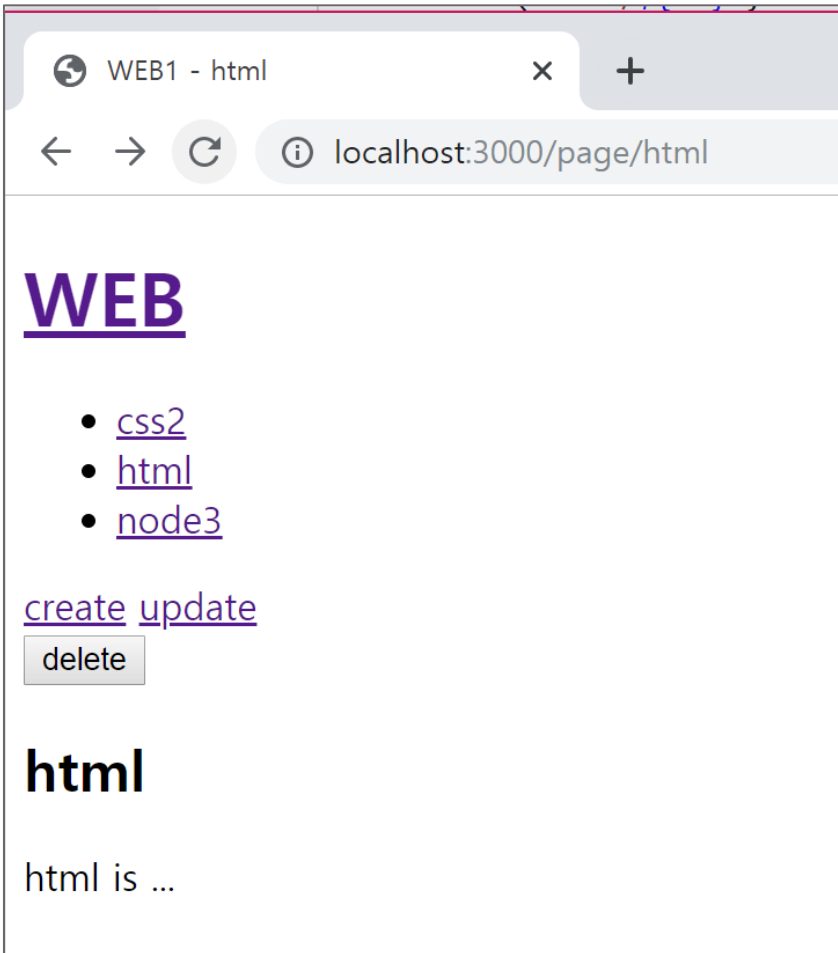 WEB1 - html
localhost:3000/page/html
WEB
css2
html
node3
create update
delete
html
html is ...